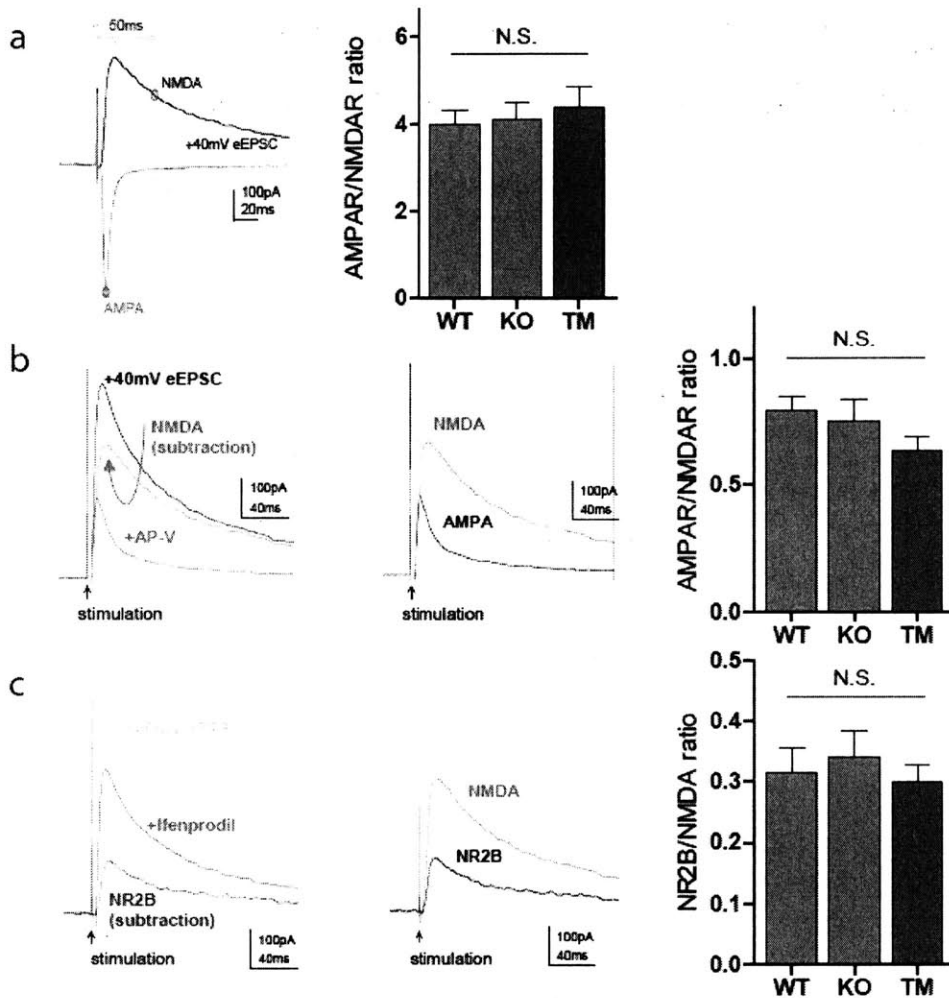 a
50ms
NMDA
+40mV eEPSC
100pA
20ms
AMPA
AMPAR/NMDAR ratio
6
4
2
0
N.S.
WT KO TM
b
+40mV eEPSC
NMDA
(subtraction)
+AP-V
100pA
40ms
stimulation
NMDA
AMPA
100pA
40ms
stimulation
AMPAR/NMDAR ratio
1.0
0.5
0.0
N.S.
WT KO TM
c
+Ifenprodil
NR2B
(subtraction)
100pA
40ms
stimulation
NMDA
NR2B
100pA
40ms
stimulation
NR2B/NMDA ratio
0.5
0.4
0.3
0.2
0.1
0.0
N.S.
WT KO TM